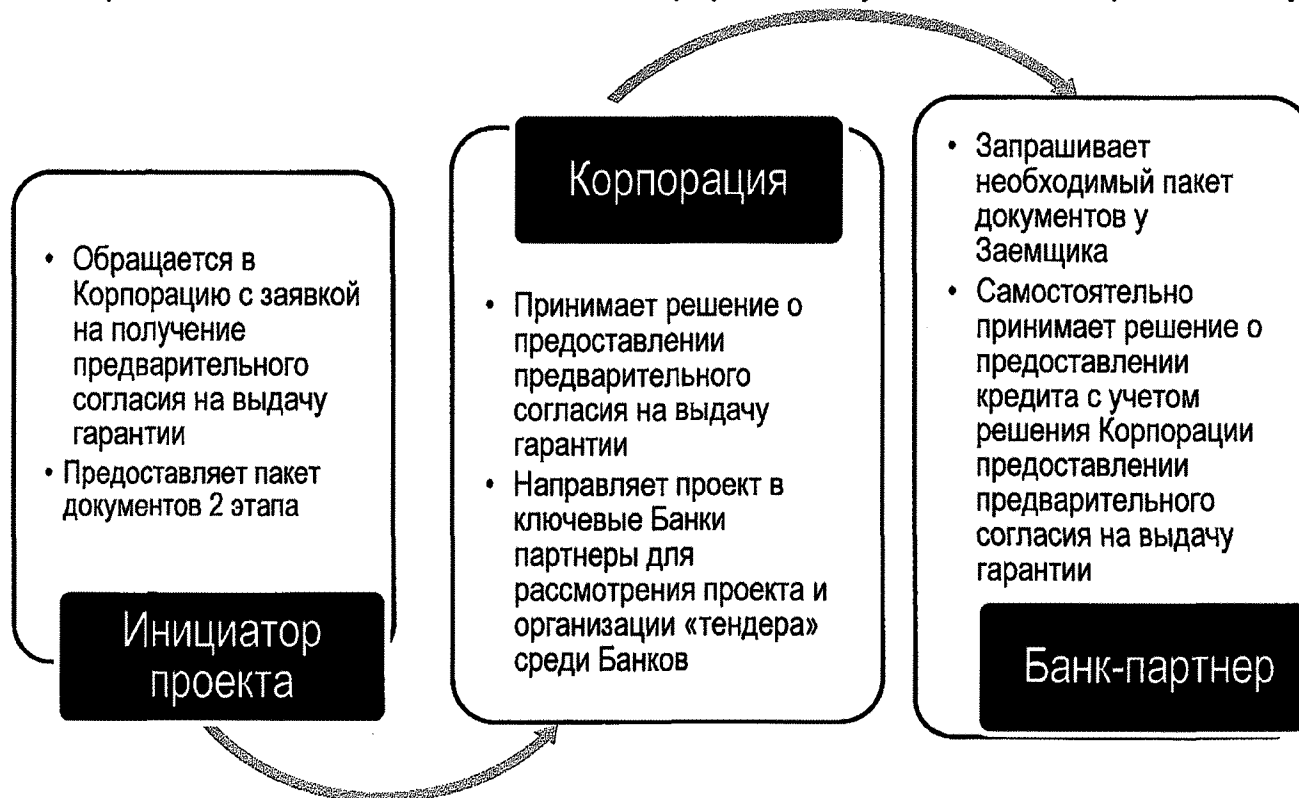 • Обращается в
Корпорацию с заявкой
на получение
предварительного
согласия на выдачу
гарантии
• Предоставляет пакет
документов 2 этапа
Инициатор
проекта
Корпорация
• Принимает решение о
предоставлении
предварительного
согласия на выдачу
гарантии
• Направляет проект в
ключевые Банки
партнеры для
рассмотрения проекта и
организации «тендера»
среди Банков
• Запрашивает
необходимый пакет
документов у
Заемщика
• Самостоятельно
принимает решение о
предоставлении
кредита с учетом
решения Корпорации
предоставлении
предварительного
согласия на выдачу
гарантии
Банк-партнер